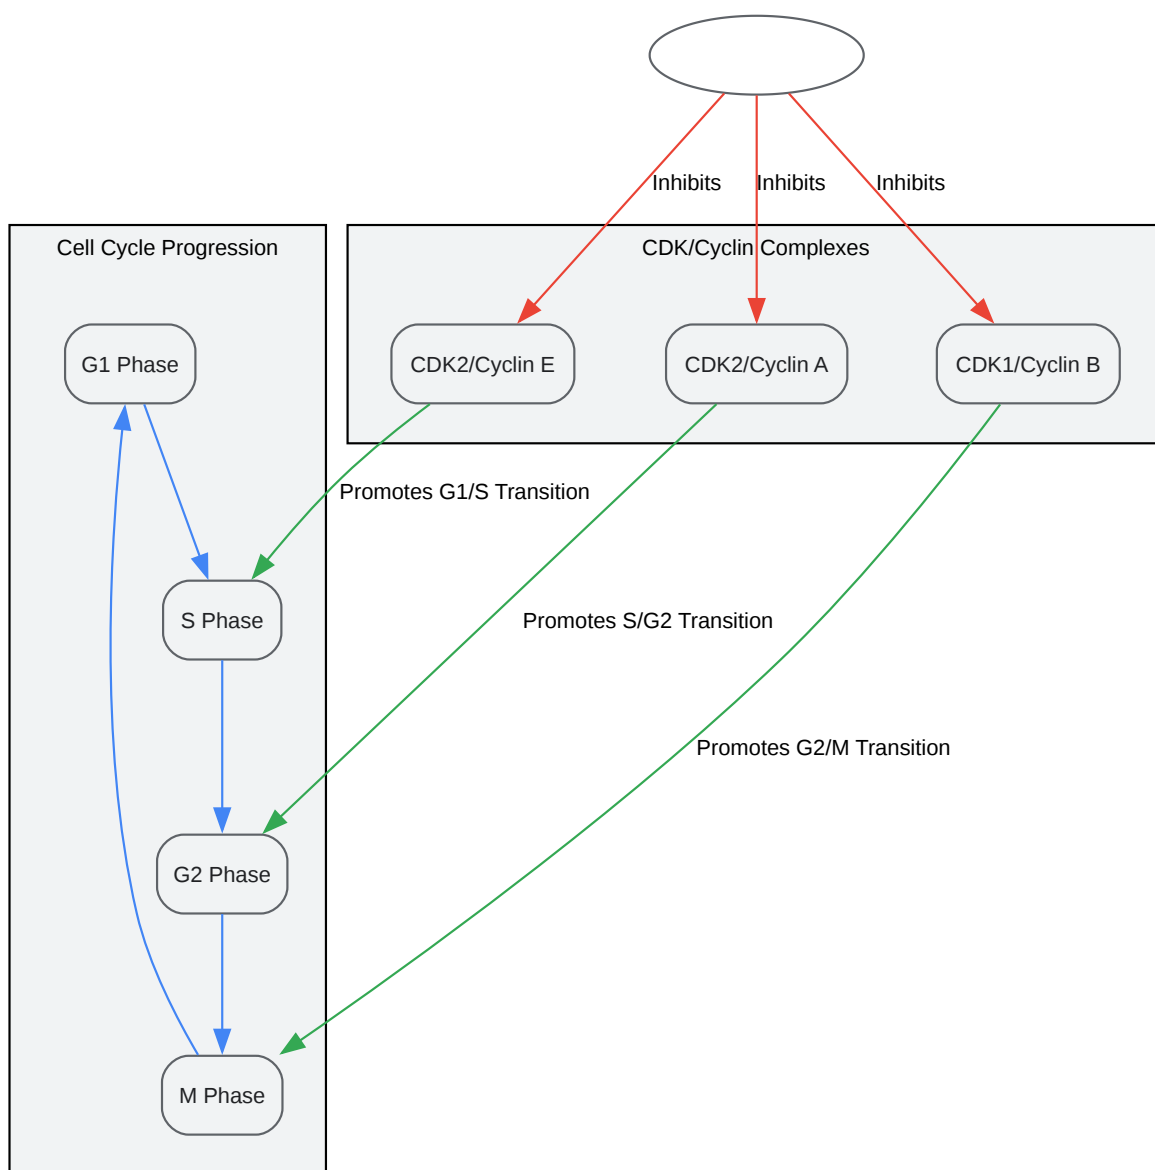 Inhibits
Inhibits
Inhibits
Cell Cycle Progression
CDK/Cyclin Complexes
G1 Phase
CDK2/Cyclin E
CDK2/Cyclin A
CDK1/Cyclin B
Promotes G1/S Transition
S Phase
Promotes S/G2 Transition
Promotes G2/M Transition
G2 Phase
M Phase